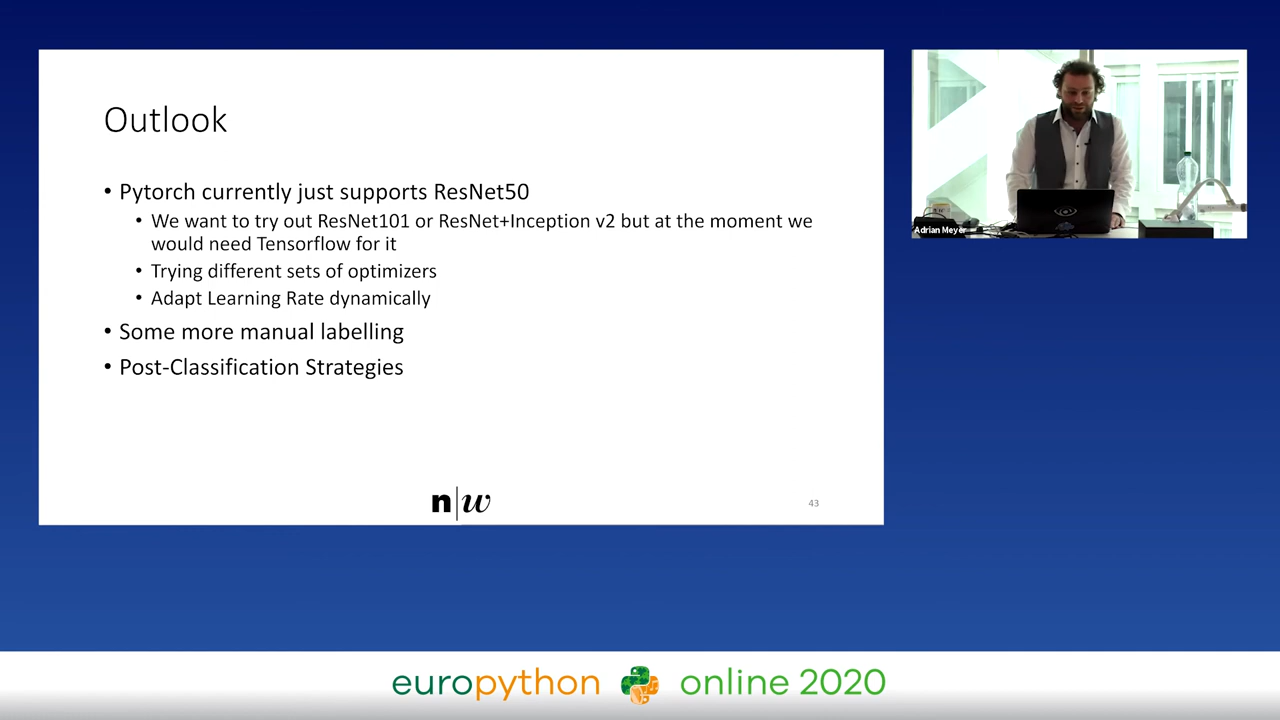 Outlook
• Pytorch currently just supports ResNet50
• We want to try out ResNet101 or ResNet+Inception v2 but at the moment we
would need Tensorflow for it
• Trying different sets of optimizers
• Adapt Learning Rate dynamically
• Some more manual labelling
• Post-Classification Strategies
n|w
43
Adrian Meyer
europython online 2020